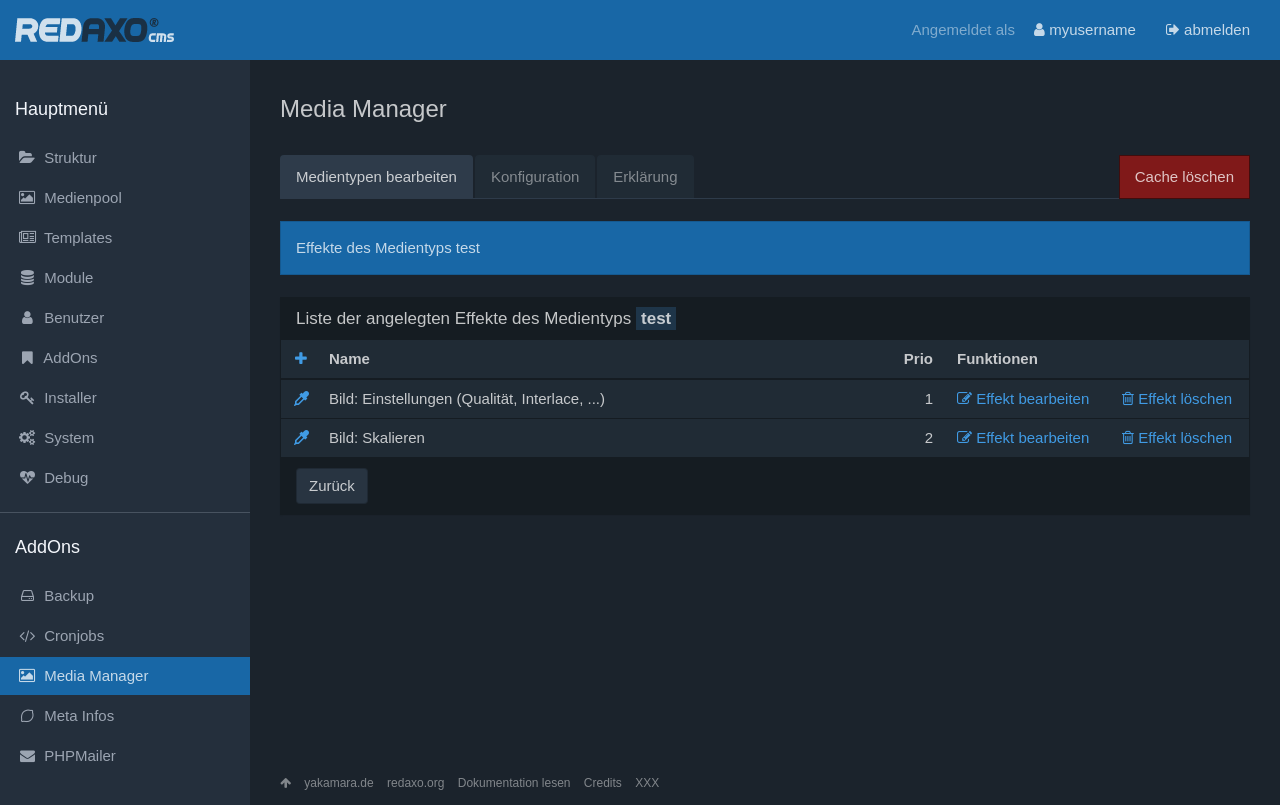 REDAXO® cms
Angemeldet als myusername abmelden
Hauptmenü
Struktur
Medienpool
Templates
Module
Benutzer
AddOns
Installer
System
Debug
AddOns
Backup
Cronjobs
Media Manager
Meta Infos
PHPMailer
Media Manager
Medientypen bearbeiten Konfiguration Erklärung Cache löschen
Effekte des Medientyps test
Liste der angelegten Effekte des Medientyps test
Name Prio Funktionen
Bild: Einstellungen (Qualität, Interlace, ...) 1 Effekt bearbeiten Effekt löschen
Bild: Skalieren 2 Effekt bearbeiten Effekt löschen
Zurück
yakamara.de redaxo.org Dokumentation lesen Credits XXX